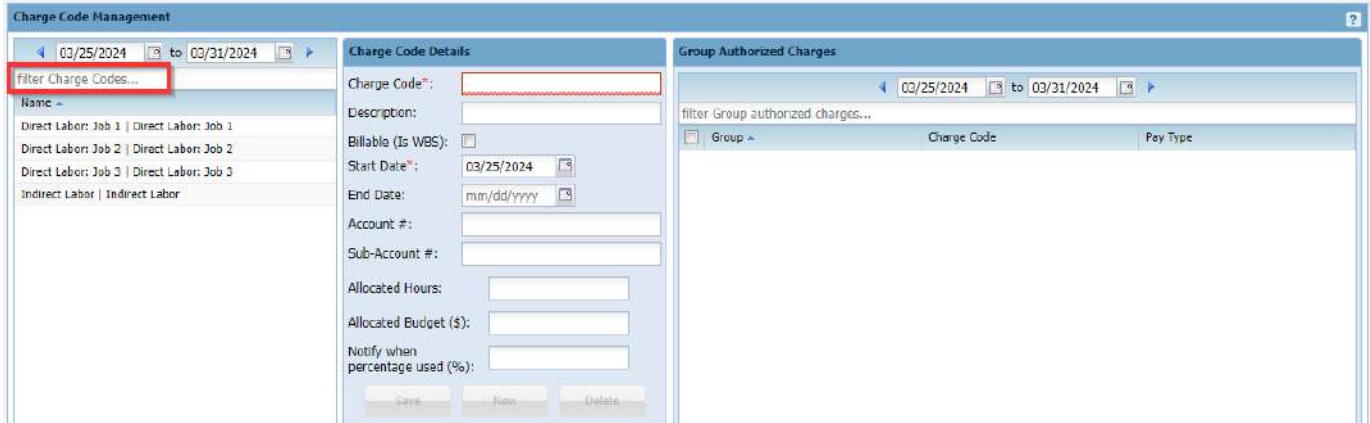 Charge Code Management
?
03/25/2024 to 03/31/2024
filter Charge Codes...
Name
Direct Labor: Job 1 | Direct Labor: Job 1
Direct Labor: Job 2 | Direct Labor: Job 2
Direct Labor: Job 3 | Direct Labor: Job 3
Indirect Labor | Indirect Labor
Charge Code Details
Charge Code*:
Description:
Billable (Is WBS):
Start Date*: 03/25/2024
End Date: mm/dd/yyyy
Account #:
Sub-Account #:
Allocated Hours:
Allocated Budget ($):
Notify when
percentage used (%):
Save New Delete
Group Authorized Charges
03/25/2024 to 03/31/2024
filter Group authorized charges...
Group Charge Code Pay Type